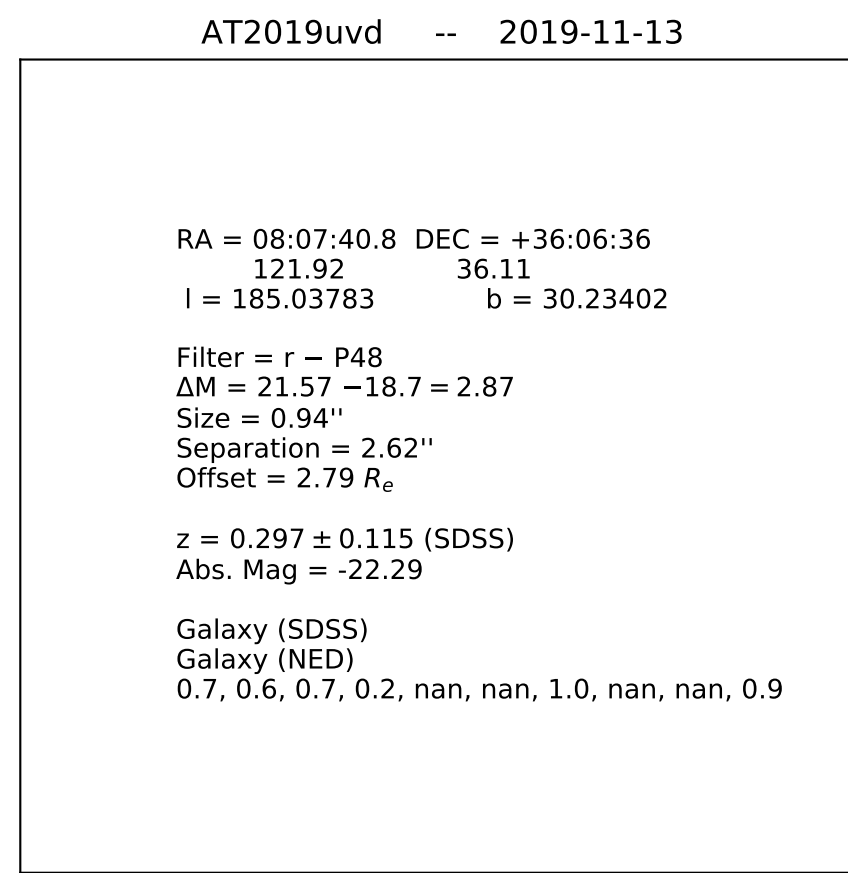 AT2019uvd -- 2019-11-13
RA = 08:07:40.8 DEC = +36:06:36
121.92 36.11
l = 185.03783 b = 30.23402
Filter = r − P48
ΔM = 21.57 −18.7 = 2.87
Size = 0.94''
Separation = 2.62''
Offset = 2.79 Rₑ
z = 0.297 ± 0.115 (SDSS)
Abs. Mag = -22.29
Galaxy (SDSS)
Galaxy (NED)
0.7, 0.6, 0.7, 0.2, nan, nan, 1.0, nan, nan, 0.9